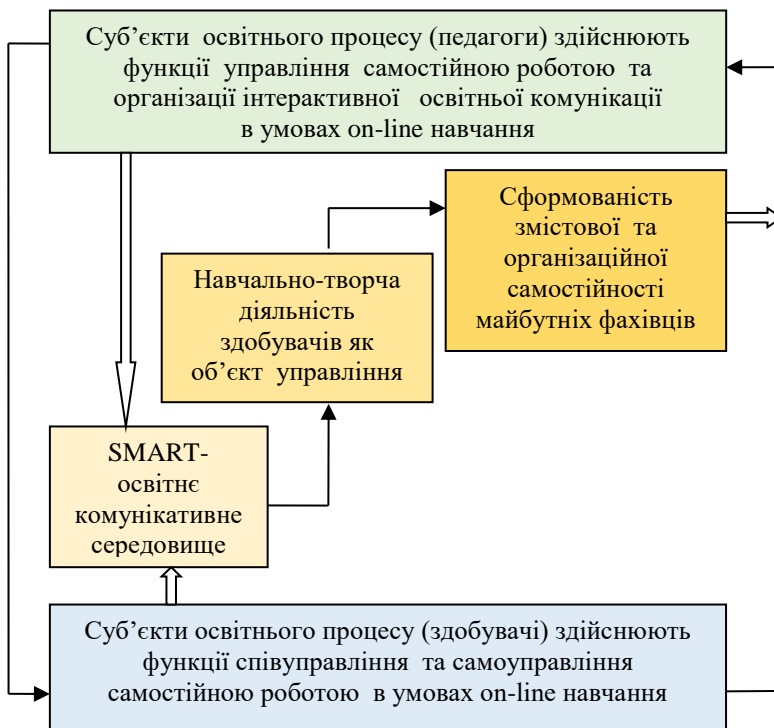 Суб’єкти освітнього процесу (педагоги) здійснюють
функції управління самостійною роботою та
організації інтерактивної освітньої комунікації
в умовах on-line навчання
Сформованість
змістової та
організаційної
самостійності
майбутніх фахівців
Навчально-творча
діяльність
здобувачів як
об’єкт управління
SMART-
освітнє
комунікативне
середовище
Суб’єкти освітнього процесу (здобувачі) здійснюють
функції співуправління та самоуправління
самостійною роботою в умовах on-line навчання